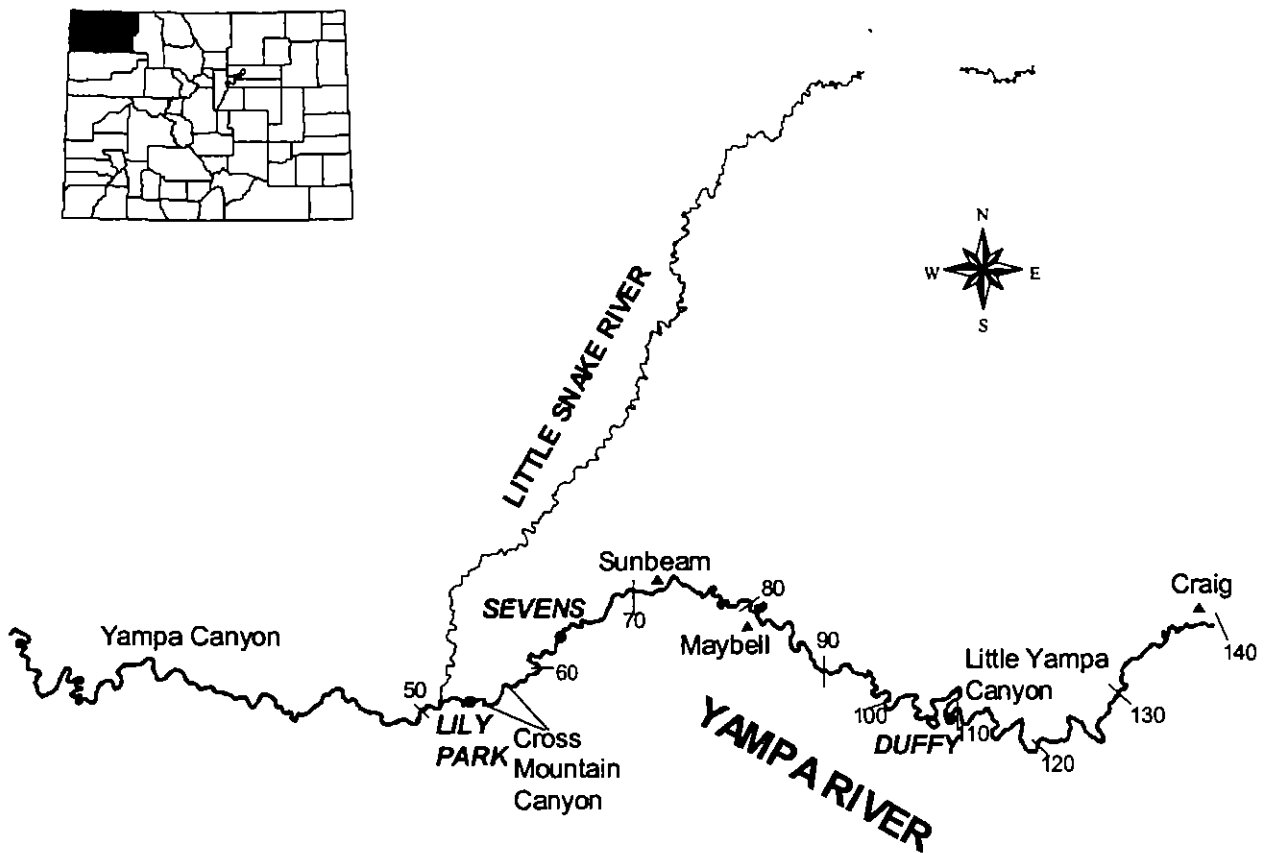 N
W
E
S
LITTLE SNAKE RIVER
Sunbeam
Craig
80
SEVENS
70
Yampa Canyon
Maybell
90
140
60
Little Yampa
Canyon
50
130
100
LILY
PARK
110
DUFFY
YAMPA RIVER
Cross
Mountain
Canyon
120